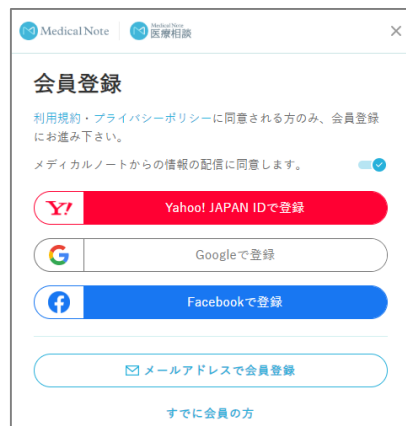 Medical Note
Medical Note
医療相談
会員登録
利用規約・プライバシーポリシーに同意される方のみ、会員登録
にお進み下さい。
メディカルノートからの情報の配信に同意します。
Y! Yahoo! JAPAN IDで登録
G Googleで登録
Facebookで登録
メールアドレスで会員登録
すでに会員の方